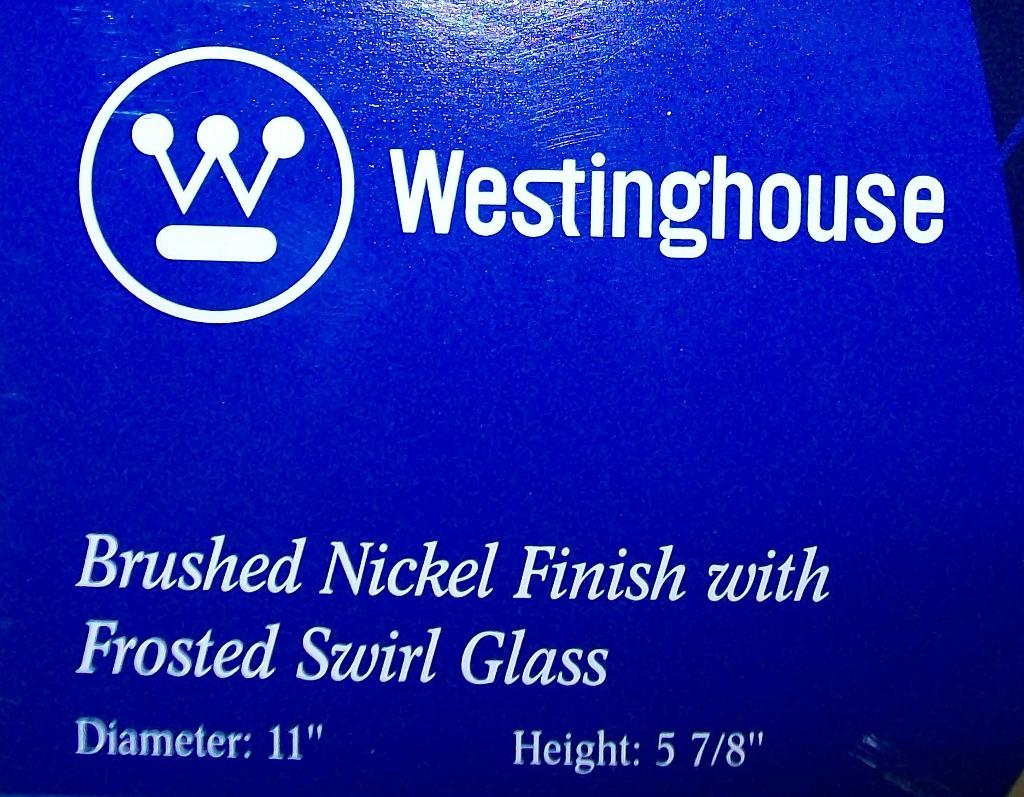 Westinghouse
Brushed Nickel Finish with
Frosted Swirl Glass
Diameter: 11" Height: 5 7/8"